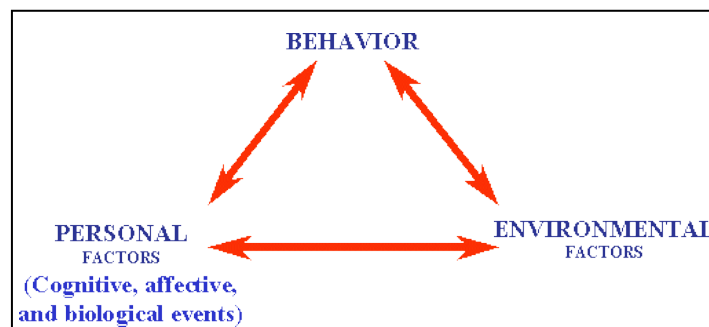 BEHAVIOR
PERSONAL
FACTORS
(Cognitive, affective,
and biological events)
ENVIRONMENTAL
FACTORS